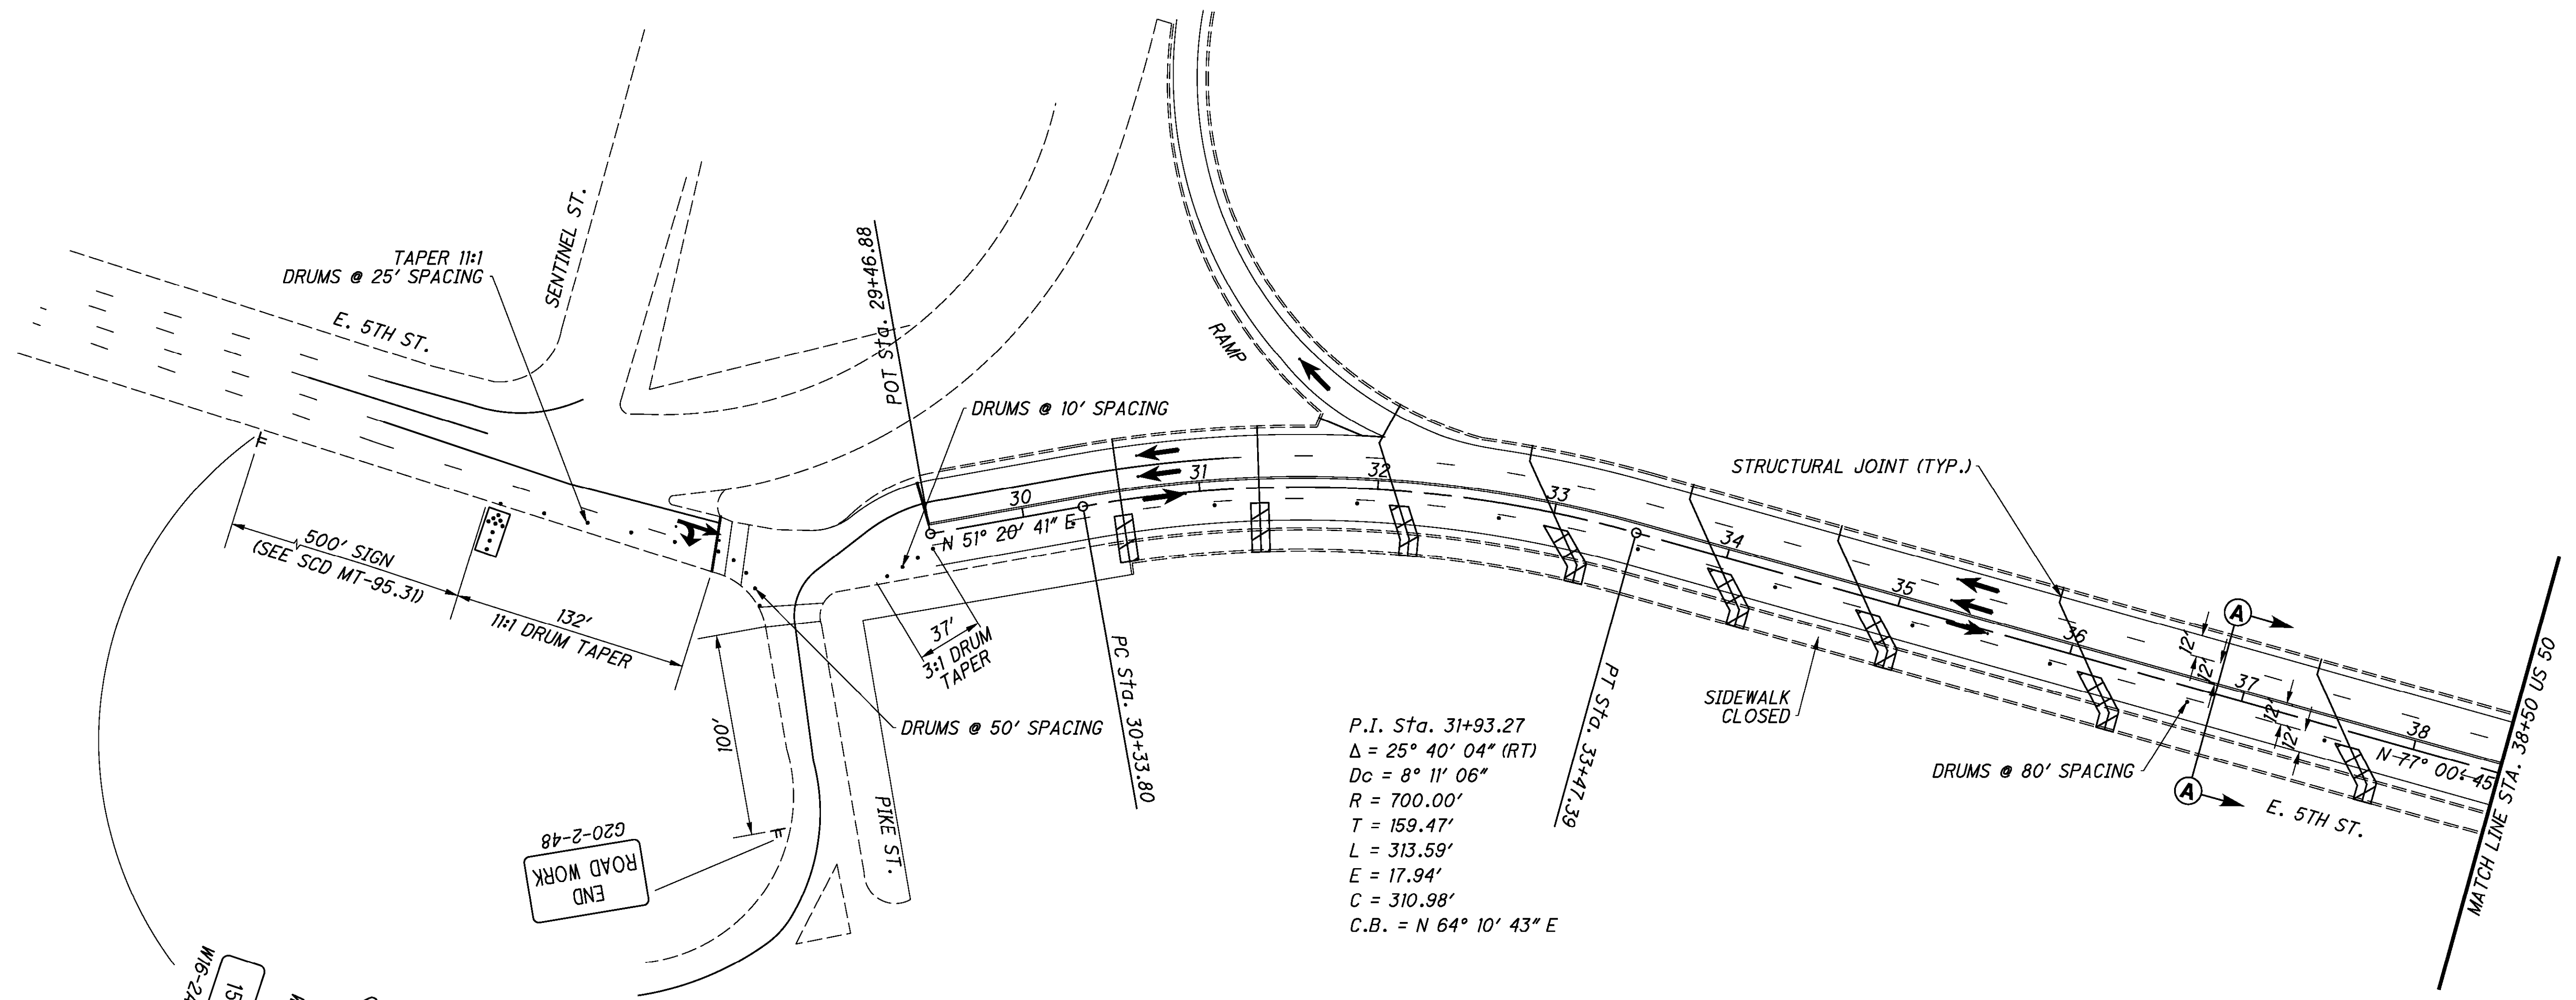 TAPER 11:1
DRUMS @ 25' SPACING
SENTINEL ST.
E. 5TH ST.
POT Sta. 29+46.88
DRUMS @ 10' SPACING
RAMP
STRUCTURAL JOINT (TYP.)
30
31
32
33
34
35
36
37
38
N 51° 20' 41" E
500' SIGN
(SEE SCD MT-95.31)
132'
11:1 DRUM TAPER
37'
3:1 DRUM
TAPER
100'
DRUMS @ 50' SPACING
PC Sta. 30+33.80
PT Sta. 33+47.39
SIDEWALK
CLOSED
A
A
12'
12'
12'
12'
DRUMS @ 80' SPACING
N 77° 00' 45
E. 5TH ST.
MATCH LINE STA. 38+50 US 50
PIKE ST.
G20-2-48
END
ROAD WORK
P.I. Sta. 31+93.27
Δ = 25° 40' 04" (RT)
Dc = 8° 11' 06"
R = 700.00'
T = 159.47'
L = 313.59'
E = 17.94'
C = 310.98'
C.B. = N 64° 10' 43" E
W16-2A
15